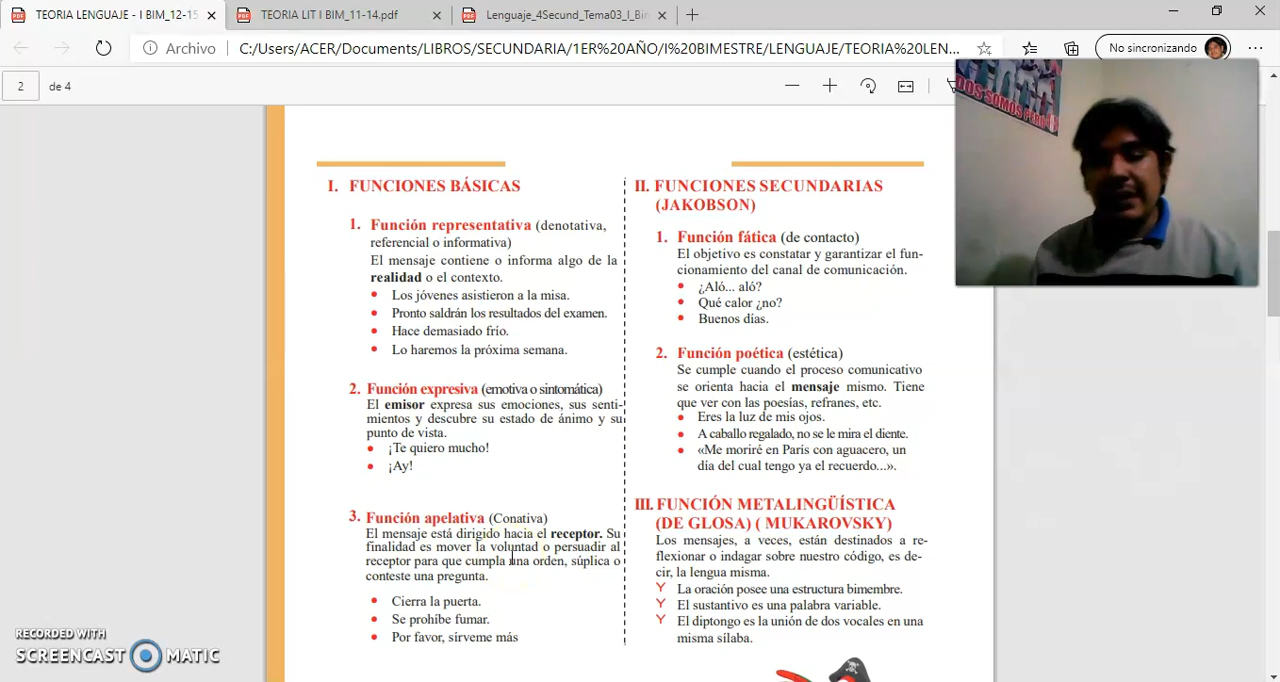 TEORIA LENGUAJE - I BIM_12-15
TEORIA LIT I BIM_11-14.pdf
Lenguaje_4Secund_Tema03_I_Bin
Archivo
C:/Users/ACER/Documents/LIBROS/SECUNDARIA/1ER%20AÑO/I%20BIMESTRE/LENGUAJE/TEORIA%20LEN...
No sincronizando
2 de 4
DOS SOMOS PERÚ
I. FUNCIONES BÁSICAS
1. Función representativa (denotativa,
referencial o informativa)
El mensaje contiene o informa algo de la
realidad o el contexto.
• Los jóvenes asistieron a la misa.
• Pronto saldrán los resultados del examen.
• Hace demasiado frío.
• Lo haremos la próxima semana.
2. Función expresiva (emotiva o sintomática)
El emisor expresa sus emociones, sus senti-
mientos y descubre su estado de ánimo y su
punto de vista.
• ¡Te quiero mucho!
• ¡Ay!
3. Función apelativa (Conativa)
El mensaje está dirigido hacia el receptor. Su
finalidad es mover la voluntad o persuadir al
receptor para que cumpla una orden, súplica o
conteste una pregunta.
• Cierra la puerta.
• Se prohíbe fumar.
• Por favor, sírveme más
II. FUNCIONES SECUNDARIAS
(JAKOBSON)
1. Función fática (de contacto)
El objetivo es constatar y garantizar el fun-
cionamiento del canal de comunicación.
• ¿Aló... aló?
• Qué calor ¿no?
• Buenos días.
2. Función poética (estética)
Se cumple cuando el proceso comunicativo
se orienta hacia el mensaje mismo. Tiene
que ver con las poesías, refranes, etc.
• Eres la luz de mis ojos.
• A caballo regalado, no se le mira el diente.
• «Me moriré en París con aguacero, un
día del cual tengo ya el recuerdo...».
III. FUNCIÓN METALINGÜÍSTICA
(DE GLOSA) ( MUKAROVSKY)
Los mensajes, a veces, están destinados a re-
flexionar o indagar sobre nuestro código, es de-
cir, la lengua misma.
Y La oración posee una estructura bimembre.
Y El sustantivo es una palabra variable.
Y El diptongo es la unión de dos vocales en una
misma sílaba.
RECORDED WITH
SCREENCAST MATIC